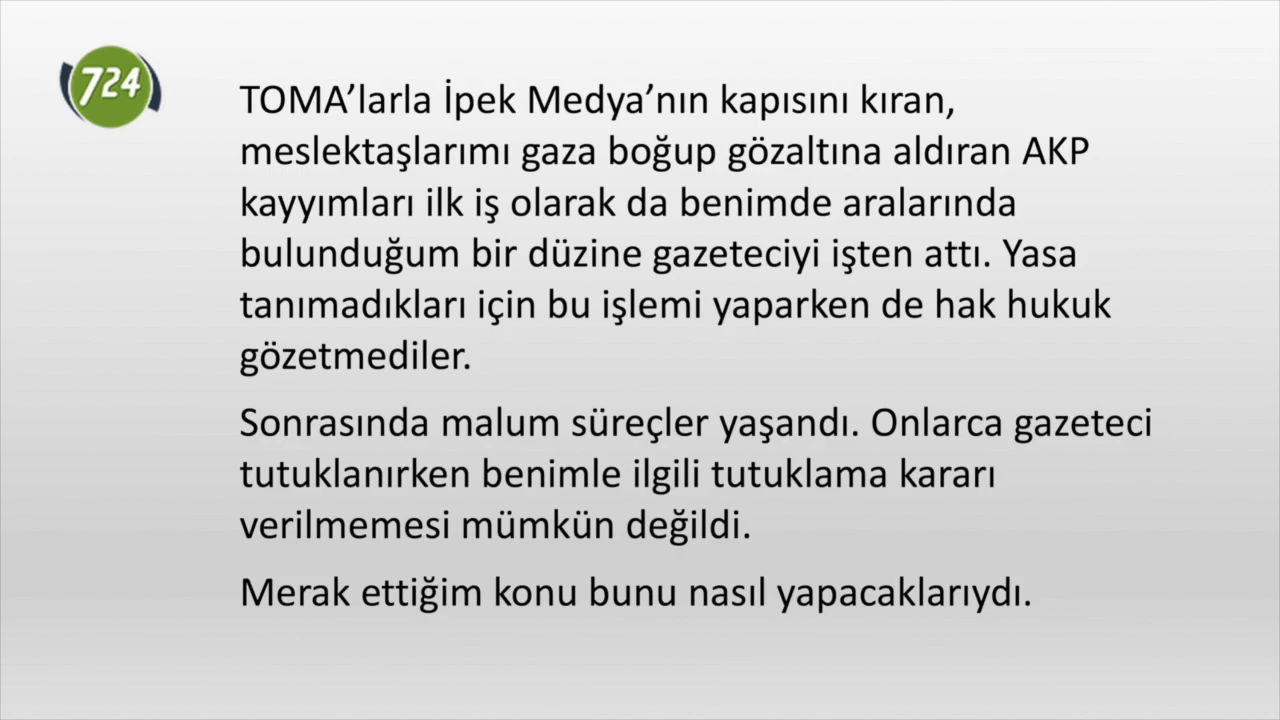 724
TOMA’larla İpek Medya’nın kapısını kıran,
meslektaşlarımı gaza boğup gözaltına aldıran AKP
kayyımları ilk iş olarak da benimde aralarında
bulunduğum bir düzine gazeteciyi işten attı. Yasa
tanımadıkları için bu işlemi yaparken de hak hukuk
gözetmediler.
Sonrasında malum süreçler yaşandı. Onlarca gazeteci
tutuklanırken benimle ilgili tutuklama kararı
verilmemesi mümkün değildi.
Merak ettiğim konu bunu nasıl yapacaklarıydı.